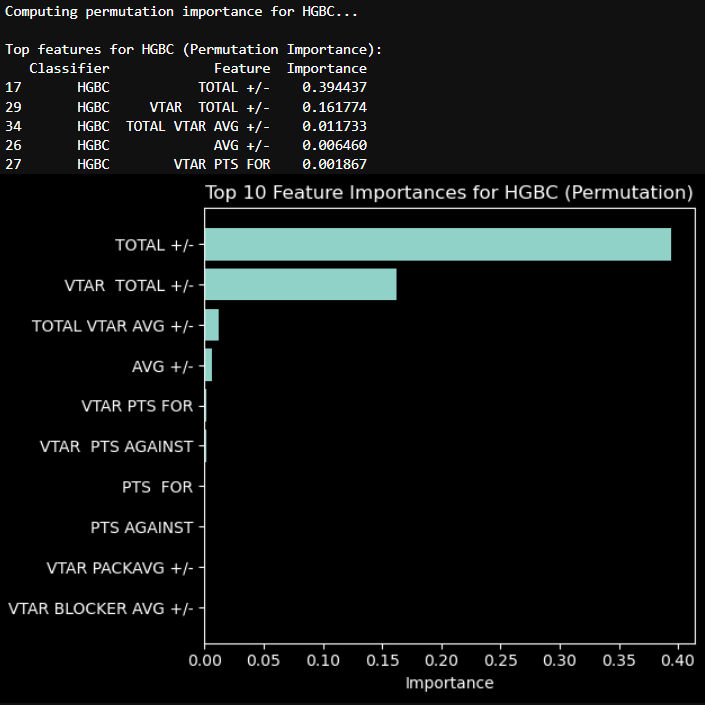 Computing permutation importance for HGBC...
Top features for HGBC (Permutation Importance):
Classifier Feature Importance
17 HGBC TOTAL +/- 0.394437
29 HGBC VTAR  TOTAL +/- 0.161774
34 HGBC TOTAL VTAR AVG +/- 0.011733
26 HGBC AVG +/- 0.006460
27 HGBC VTAR PTS FOR 0.001867
Top 10 Feature Importances for HGBC (Permutation)
TOTAL +/-
VTAR  TOTAL +/-
TOTAL VTAR AVG +/-
AVG +/-
VTAR PTS FOR
VTAR  PTS AGAINST
PTS  FOR
PTS AGAINST
VTAR PACKAVG +/-
VTAR BLOCKER AVG +/-
0.00 0.05 0.10 0.15 0.20 0.25 0.30 0.35 0.40
Importance